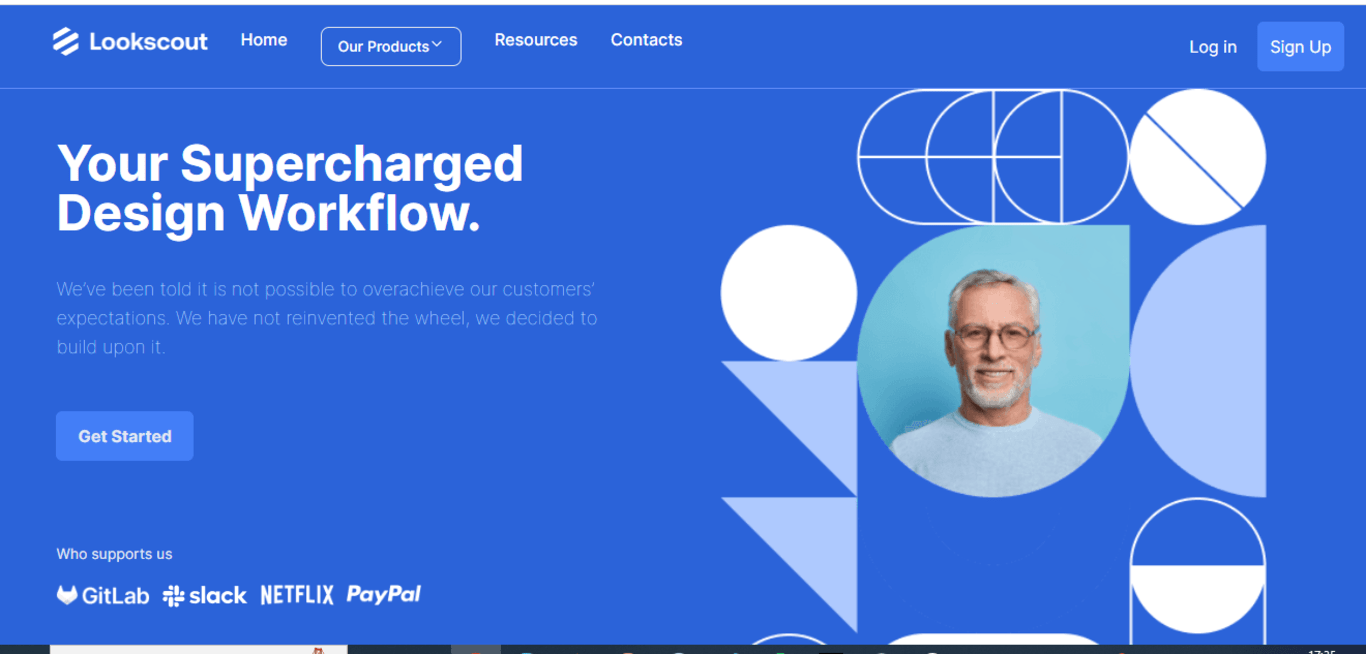 Lookscout
Home
Our Products
Resources
Contacts
Log in
Sign Up
Your Supercharged
Design Workflow.
We've been told it is not possible to overachieve our customers'
expectations. We have not reinvented the wheel, we decided to
build upon it.
Get Started
Who supports us
GitLab slack NETFLIX PayPal